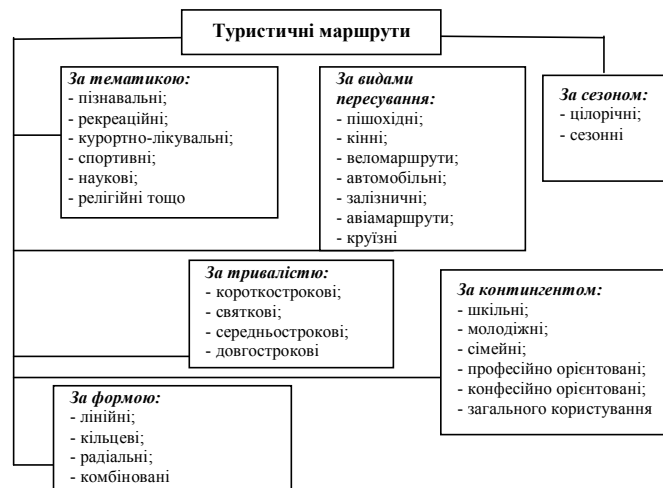 Туристичні маршрути
За тематикою:
- пізнавальні;
- рекреаційні;
- курортно-лікувальні;
- спортивні;
- наукові;
- релігійні тощо
За видами
пересування:
- пішохідні;
- кінні;
- веломаршрути;
- автомобільні;
- залізничні;
- авіамаршрути;
- круїзні
За сезоном:
- цілорічні;
- сезонні
За тривалістю:
- короткострокові;
- святкові;
- середньострокові;
- довгострокові
За контингентом:
- шкільні;
- молодіжні;
- сімейні;
- професійно орієнтовані;
- конфесійно орієнтовані;
- загального користування
За формою:
- лінійні;
- кільцеві;
- радіальні;
- комбіновані